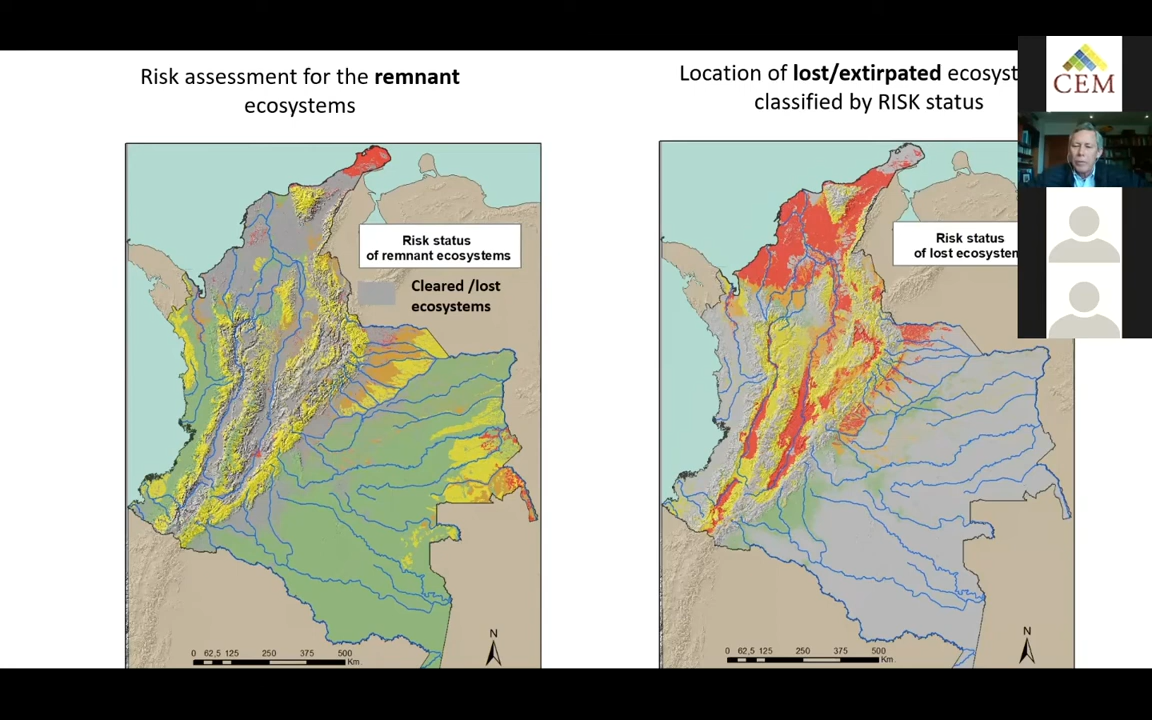 Risk assessment for the remnant
ecosystems
Location of lost/extirpated ecosyst
classified by RISK status
CEM
Risk status
of remnant ecosystems
Cleared /lost
ecosystems
Risk status
of lost ecosystem
N
0 62,5 125 250 375 500
Km.
N
0 62,5 125 250 375 500
Km